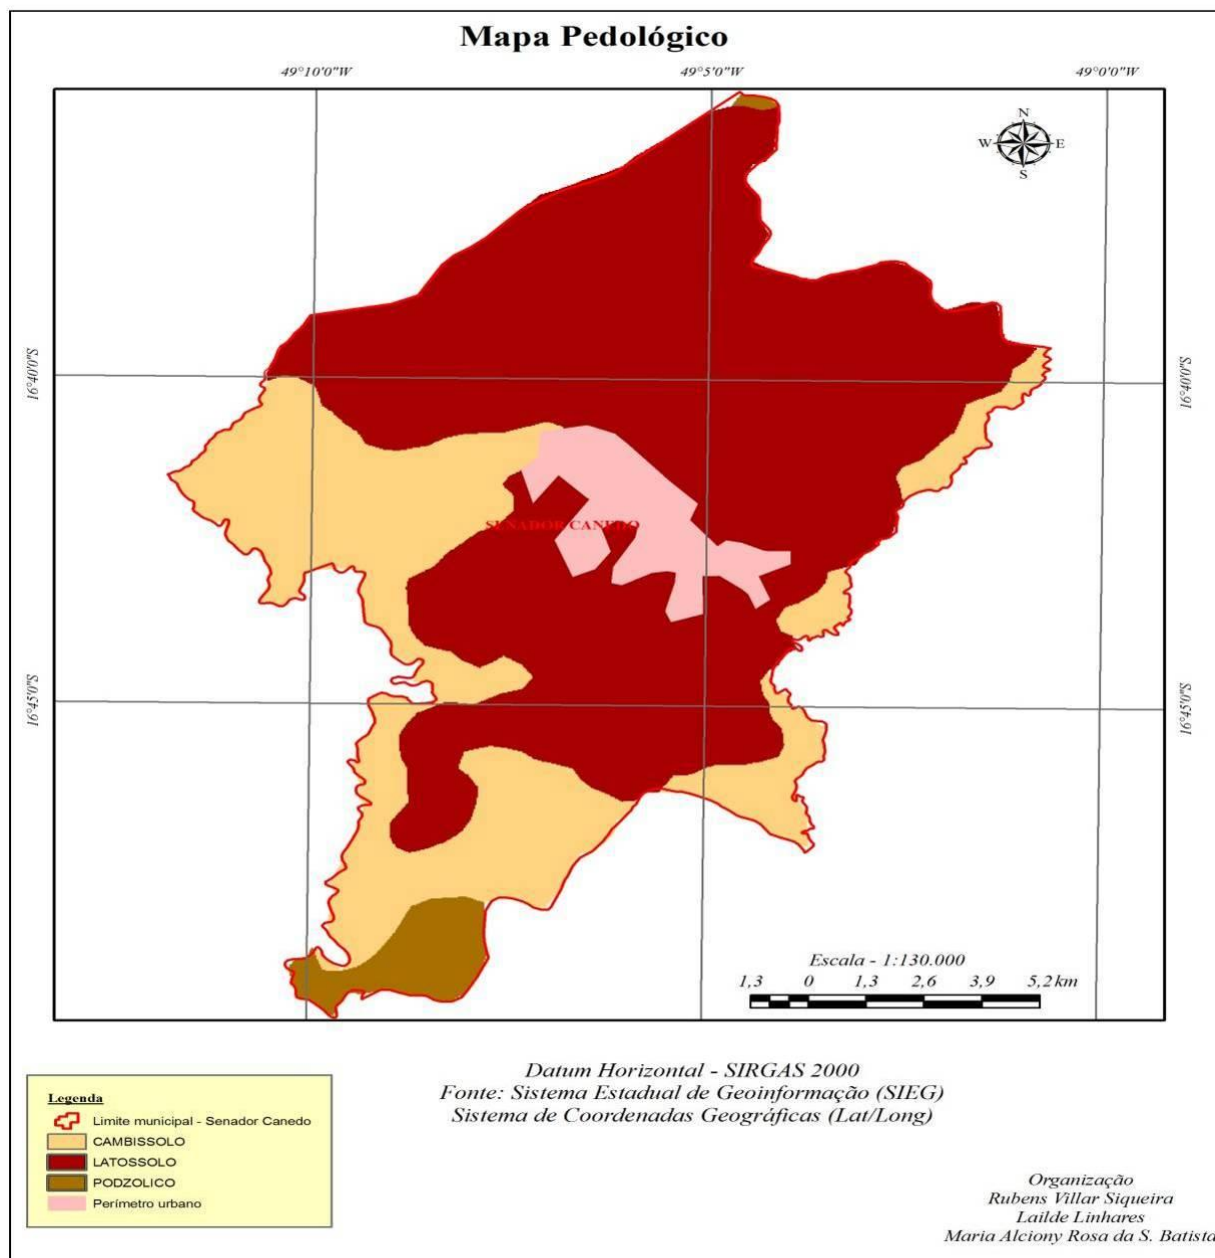 Mapa Pedológico
49°10'0"W
49°5'0"W
49°0'0"W
N
W
E
S
16°40'0"S
16°40'0"S
SENADOR CANEDO
16°45'0"S
16°45'0"S
Escala - 1:130.000
1,3 0 1,3 2,6 3,9 5,2 km
Datum Horizontal - SIRGAS 2000
Fonte: Sistema Estadual de Geoinformação (SIEG)
Sistema de Coordenadas Geográficas (Lat/Long)
Legenda
Limite municipal - Senador Canedo
CAMBISSOLO
LATOSSOLO
PODZOLICO
Perímetro urbano
Organização
Rubens Villar Siqueira
Lailde Linhares
Maria Alciony Rosa da S. Batista